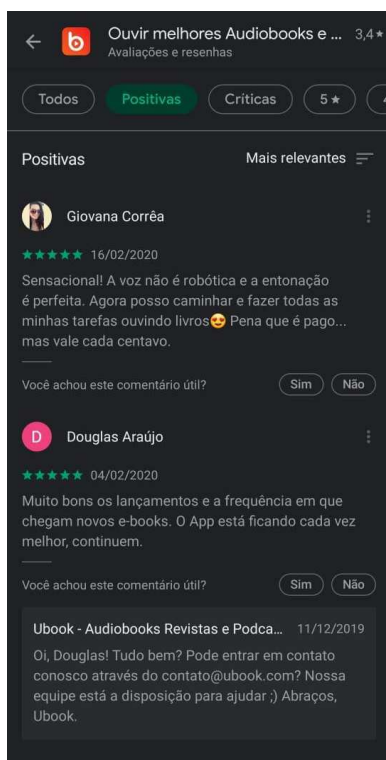 Ouvir melhores Audiobooks e ... 3,4★
Avaliações e resenhas
Todos Positivas Críticas 5★
Positivas Mais relevantes
Giovana Corrêa
★★★★★ 16/02/2020
Sensacional! A voz não é robótica e a entonação
é perfeita. Agora posso caminhar e fazer todas as
minhas tarefas ouvindo livros😍 Pena que é pago...
mas vale cada centavo.
Você achou este comentário útil? Sim Não
D Douglas Araújo
★★★★★ 04/02/2020
Muito bons os lançamentos e a frequência em que
chegam novos e-books. O App está ficando cada vez
melhor, continuem.
Você achou este comentário útil? Sim Não
Ubook - Audiobooks Revistas e Podca... 11/12/2019
Oi, Douglas! Tudo bem? Pode entrar em contato
conosco através do contato@ubook.com? Nossa
equipe está a disposição para ajudar ;) Abraços,
Ubook.